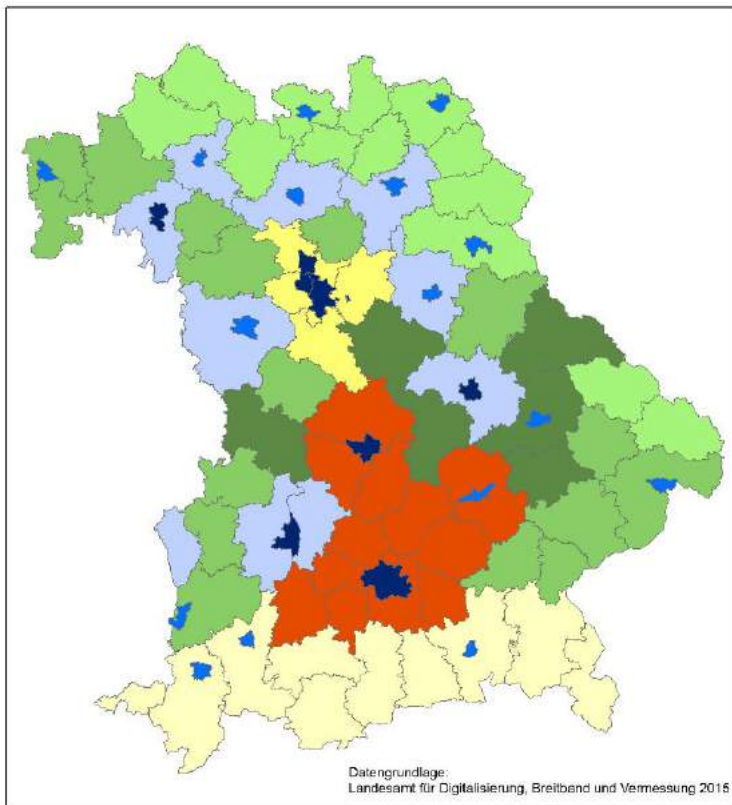 Datengrundlage:
Landesamt für Digitalisierung, Breitband und Vermessung 2015